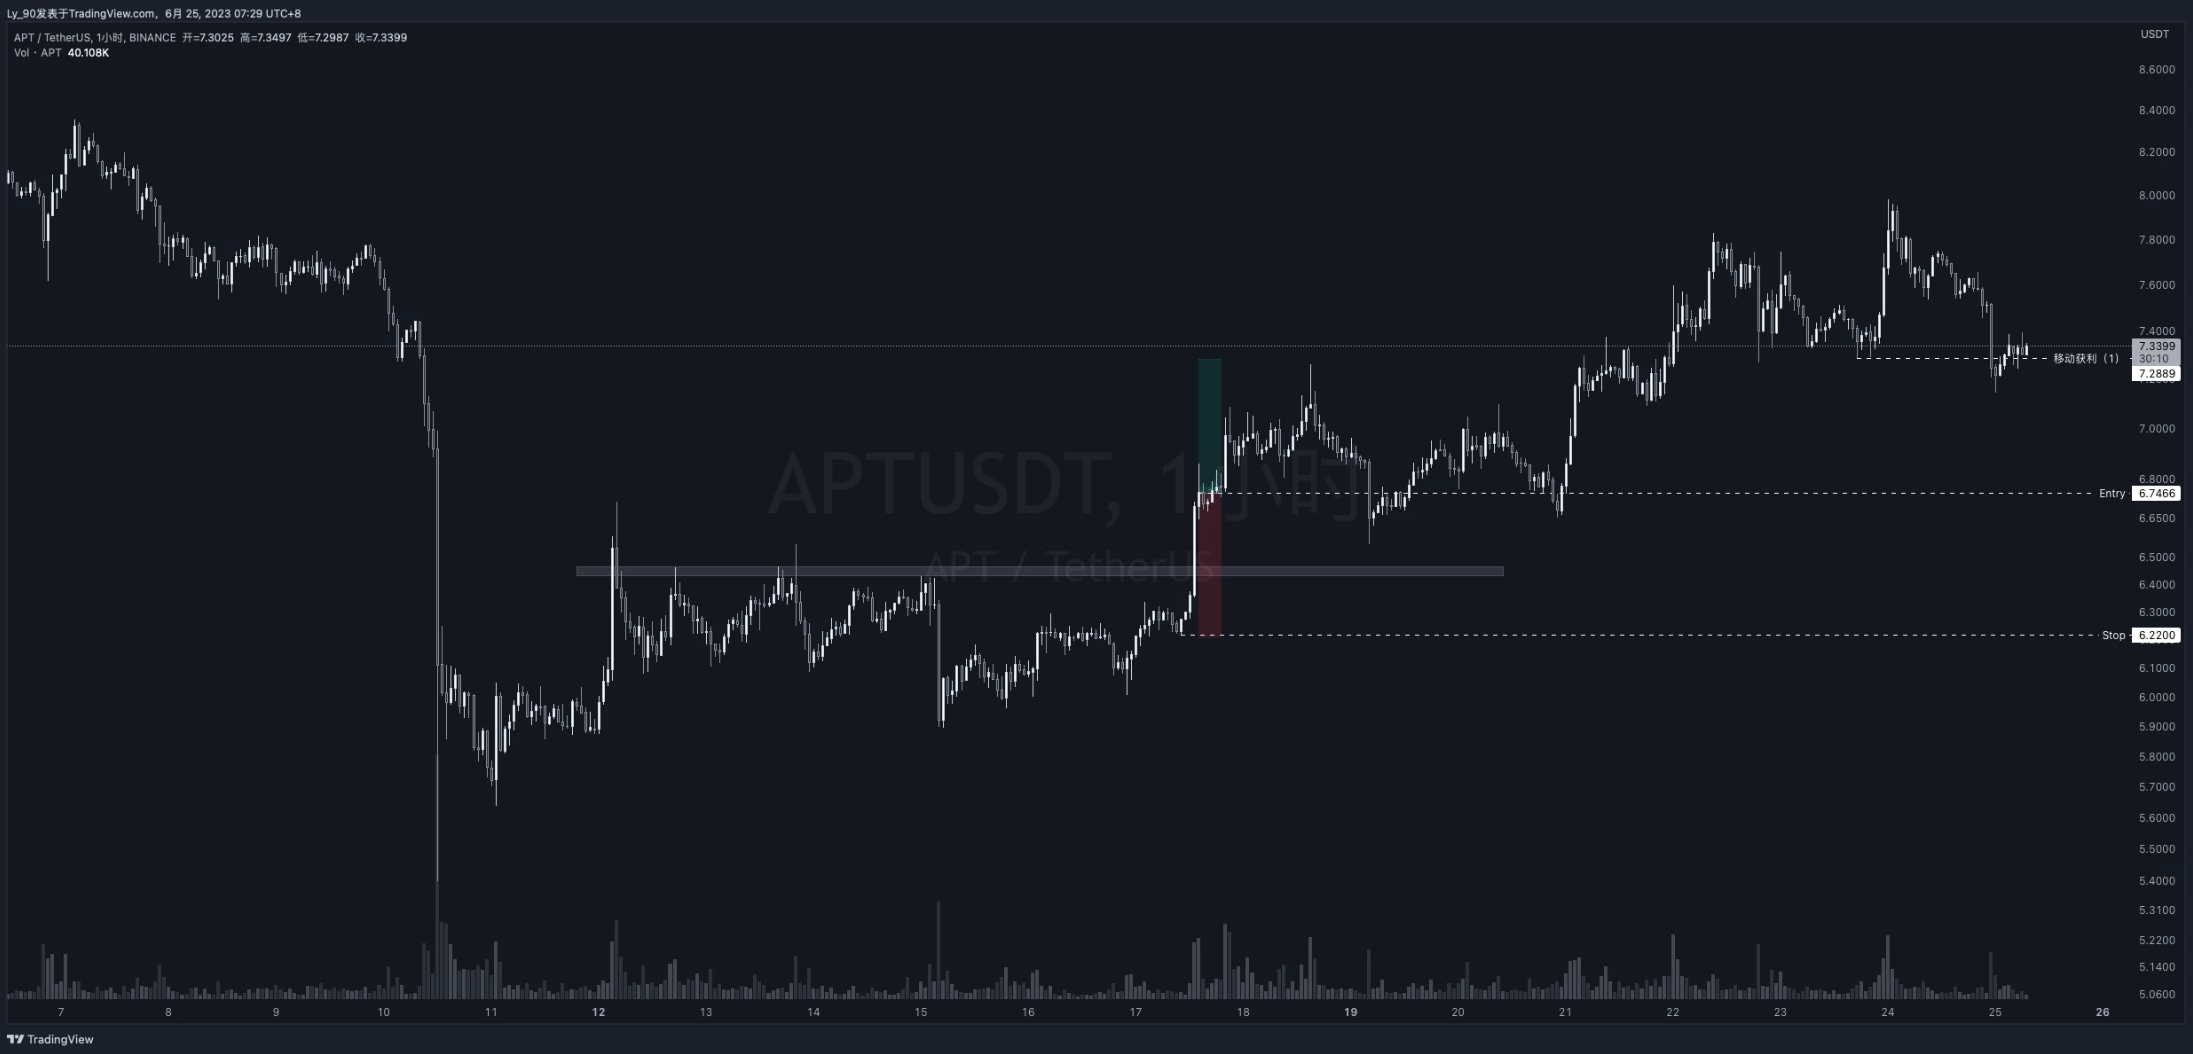 Ly_90发表于TradingView.com, 6月 25, 2023 07:29 UTC+8
APT / TetherUS, 1小时, BINANCE 开=7.3025 高=7.3497 低=7.2987 收=7.3399
Vol · APT 40.108K
USDT
8.6000
8.4000
8.2000
8.0000
7.8000
7.6000
7.4000
7.3399
30:10
移动获利（1）
7.2889
7.0000
APTUSDT, 1小时
6.8000
Entry 6.7466
6.6500
6.5000
APT / TetherUS
6.4000
6.3000
Stop 6.2200
6.1000
6.0000
5.9000
5.8000
5.7000
5.6000
5.5000
5.4000
5.3100
5.2200
5.1400
5.0600
7 8 9 10 11 12 13 14 15 16 17 18 19 20 21 22 23 24 25 26
TradingView